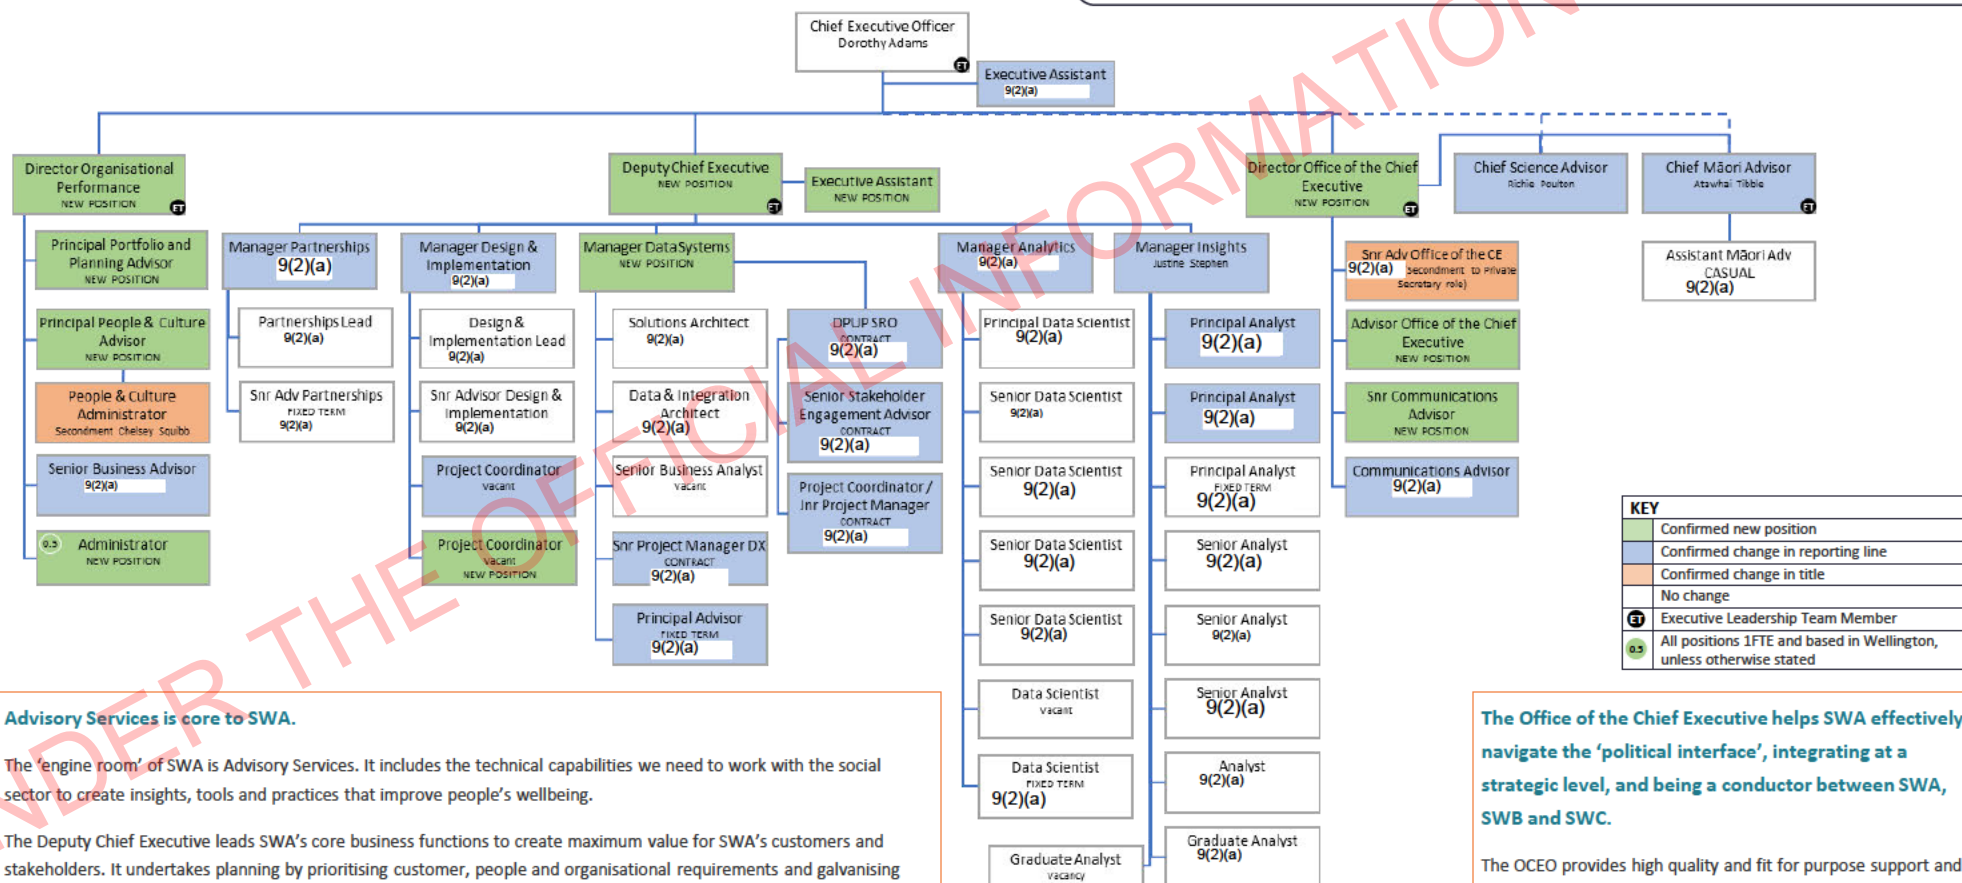 Chief Executive Officer
Dorothy Adams
ET
Executive Assistant
9(2)(a)
Director Organisational
Performance
NEW POSITION
ET
Deputy Chief Executive
NEW POSITION
ET
Executive Assistant
NEW POSITION
Director Office of the Chief
Executive
NEW POSITION
ET
Chief Science Advisor
Richie Poulton
Chief Māori Advisor
Atawhai Tibble
ET
Principal Portfolio and
Planning Advisor
NEW POSITION
Principal People & Culture
Advisor
NEW POSITION
People & Culture
Administrator
Secondment Chelsey Squibb
Senior Business Advisor
9(2)(a)
0.5
Administrator
NEW POSITION
Manager Partnerships
9(2)(a)
Partnerships Lead
9(2)(a)
Snr Adv Partnerships
FIXED TERM
9(2)(a)
Manager Design &
Implementation
9(2)(a)
Design &
Implementation Lead
9(2)(a)
Snr Advisor Design &
Implementation
9(2)(a)
Project Coordinator
Vacant
Project Coordinator
Vacant
NEW POSITION
Manager Data Systems
NEW POSITION
Solutions Architect
9(2)(a)
Data & Integration
Architect
9(2)(a)
Senior Business Analyst
Vacant
Snr Project Manager DX
CONTRACT
9(2)(a)
Principal Advisor
FIXED TERM
9(2)(a)
DPUP SRO
CONTRACT
9(2)(a)
Senior Stakeholder
Engagement Advisor
CONTRACT
9(2)(a)
Project Coordinator /
Jnr Project Manager
CONTRACT
9(2)(a)
Manager Analytics
9(2)(a)
Principal Data Scientist
9(2)(a)
Senior Data Scientist
9(2)(a)
Senior Data Scientist
9(2)(a)
Senior Data Scientist
9(2)(a)
Senior Data Scientist
9(2)(a)
Data Scientist
Vacant
Data Scientist
FIXED TERM
9(2)(a)
Graduate Analyst
Vacancy
Manager Insights
Justine Stephen
Principal Analyst
9(2)(a)
Principal Analyst
9(2)(a)
Principal Analyst
FIXED TERM
9(2)(a)
Senior Analyst
9(2)(a)
Senior Analyst
9(2)(a)
Senior Analyst
9(2)(a)
Analyst
9(2)(a)
Graduate Analyst
9(2)(a)
Snr Adv Office of the CE
9(2)(a) Secondment to Private
Secretary role)
Advisor Office of the Chief
Executive
NEW POSITION
Snr Communications
Advisor
NEW POSITION
Communications Advisor
9(2)(a)
Assistant Māori Adv
CASUAL
9(2)(a)
KEY
Confirmed new position
Confirmed change in reporting line
Confirmed change in title
No change
ET Executive Leadership Team Member
0.5 All positions 1FTE and based in Wellington,
unless otherwise stated
Advisory Services is core to SWA.
The 'engine room' of SWA is Advisory Services. It includes the technical capabilities we need to work with the social
sector to create insights, tools and practices that improve people's wellbeing.
The Deputy Chief Executive leads SWA's core business functions to create maximum value for SWA's customers and
stakeholders. It undertakes planning by prioritising customer, people and organisational requirements and galvanising
The Office of the Chief Executive helps SWA effectively
navigate the 'political interface', integrating at a
strategic level, and being a conductor between SWA,
SWB and SWC.
The OCEO provides high quality and fit for purpose support and
UNDER THE OFFICIAL INFORMATION